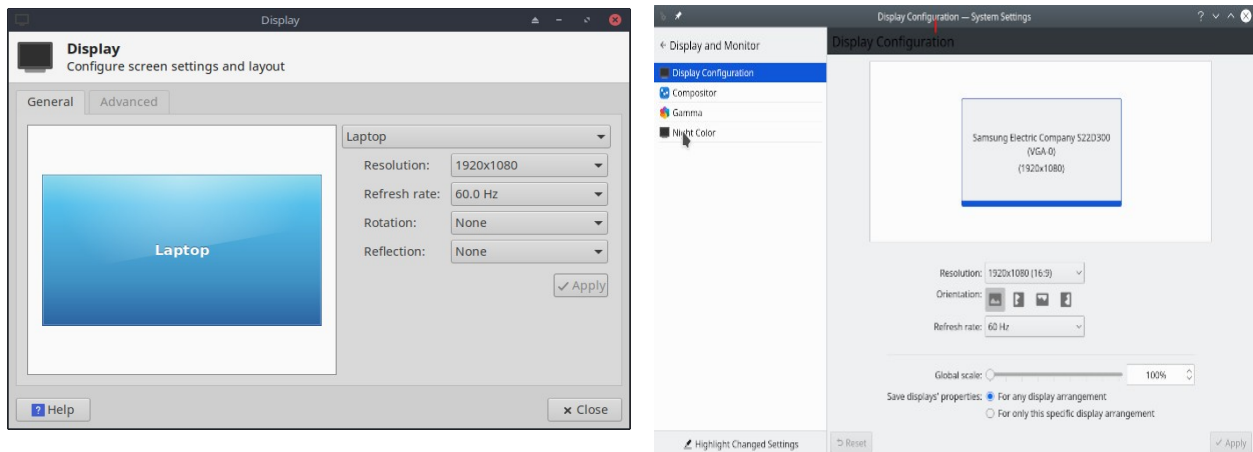 Display
Display
Configure screen settings and layout
General Advanced
Laptop
Laptop
Resolution: 1920x1080
Refresh rate: 60.0 Hz
Rotation: None
Reflection: None
Apply
Help
Close
Display Configuration — System Settings
Display and Monitor
Display Configuration
Compositor
Gamma
Night Color
Display Configuration
Samsung Electric Company S22D300
(VGA-0)
(1920x1080)
Resolution: 1920x1080 (16:9)
Orientation:
Refresh rate: 60 Hz
Global scale: 100%
Save displays' properties: For any display arrangement
For only this specific display arrangement
Highlight Changed Settings
Reset
Apply